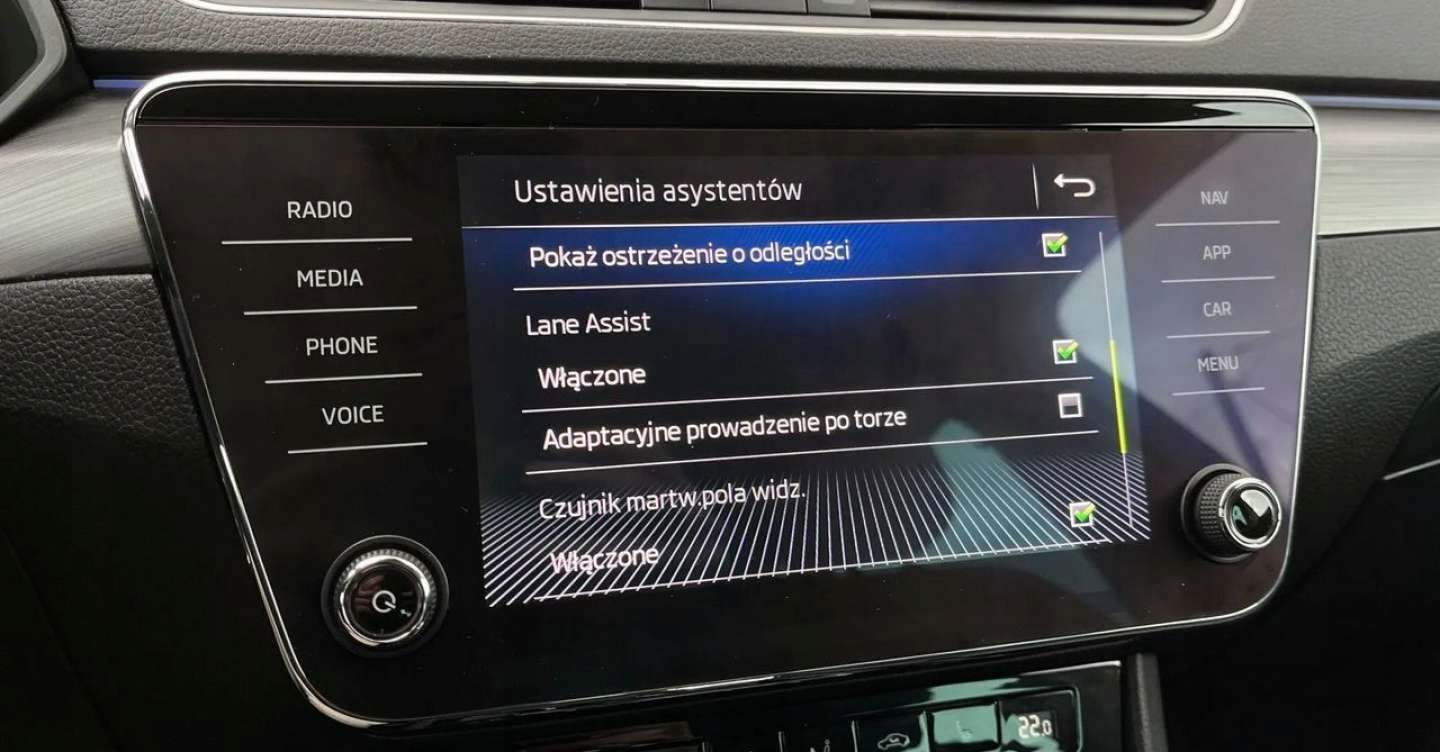 RADIO
MEDIA
PHONE
VOICE
Ustawienia asystentów
Pokaż ostrzeżenie o odległości
Lane Assist
Włączone
Adaptacyjne prowadzenie po torze
Czujnik martw.pola widz.
Włączone
NAV
APP
CAR
MENU
22.0